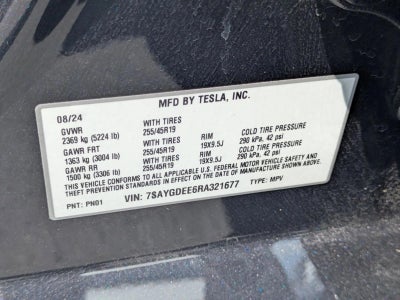 MFD BY TESLA, INC.
08/24
GVWR WITH TIRES RIM COLD TIRE PRESSURE
2369 kg (5224 lb) 255/45R19 19X9.5J 290 kPa, 42 psi
GAWR FRT WITH TIRES RIM COLD TIRE PRESSURE
1363 kg (3004 lb) 255/45R19 19X9.5J 290 kPa, 42 psi
GAWR RR WITH TIRES
1500 kg (3306 lb) 255/45R19
THIS VEHICLE CONFORMS TO ALL APPLICABLE U.S. FEDERAL MOTOR VEHICLE SAFETY AND
THEFT PREVENTION STANDARDS IN EFFECT ON THE DATE OF MANUFACTURE SHOWN ABOVE.
PNT: PN01 VIN: 7SAYGDEE6RA321677 TYPE: MPV